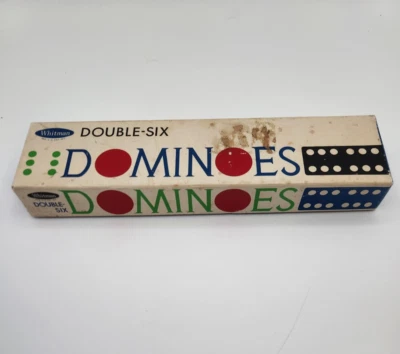 Whitman
DOUBLE-SIX
DOMINOES
Whitman
DOUBLE-
SIX
DOMINOES